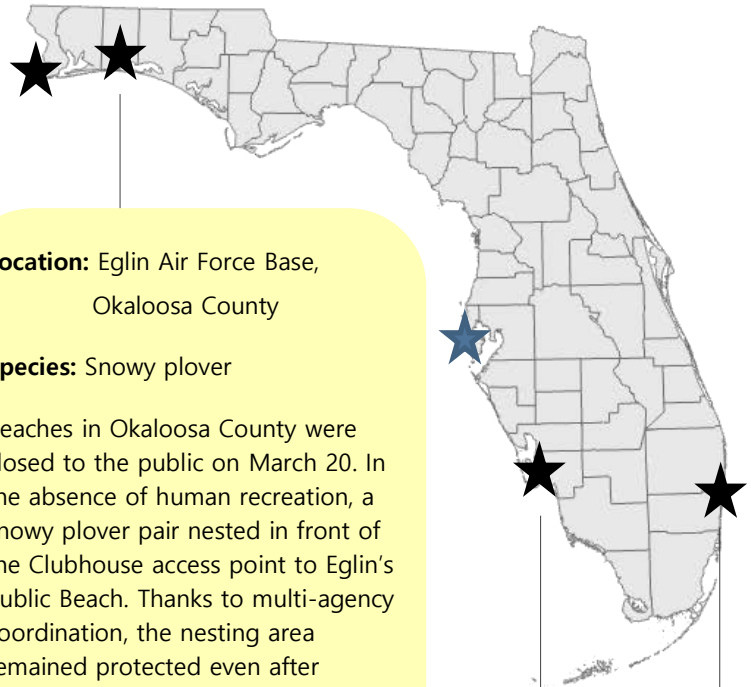 ocation: Eglin Air Force Base,
Okaloosa County
pecies: Snowy plover
eaches in Okaloosa County were
losed to the public on March 20. In
he absence of human recreation, a
nowy plover pair nested in front of
he Clubhouse access point to Eglin’s
ublic Beach. Thanks to multi-agency
oordination, the nesting area
emained protected even after